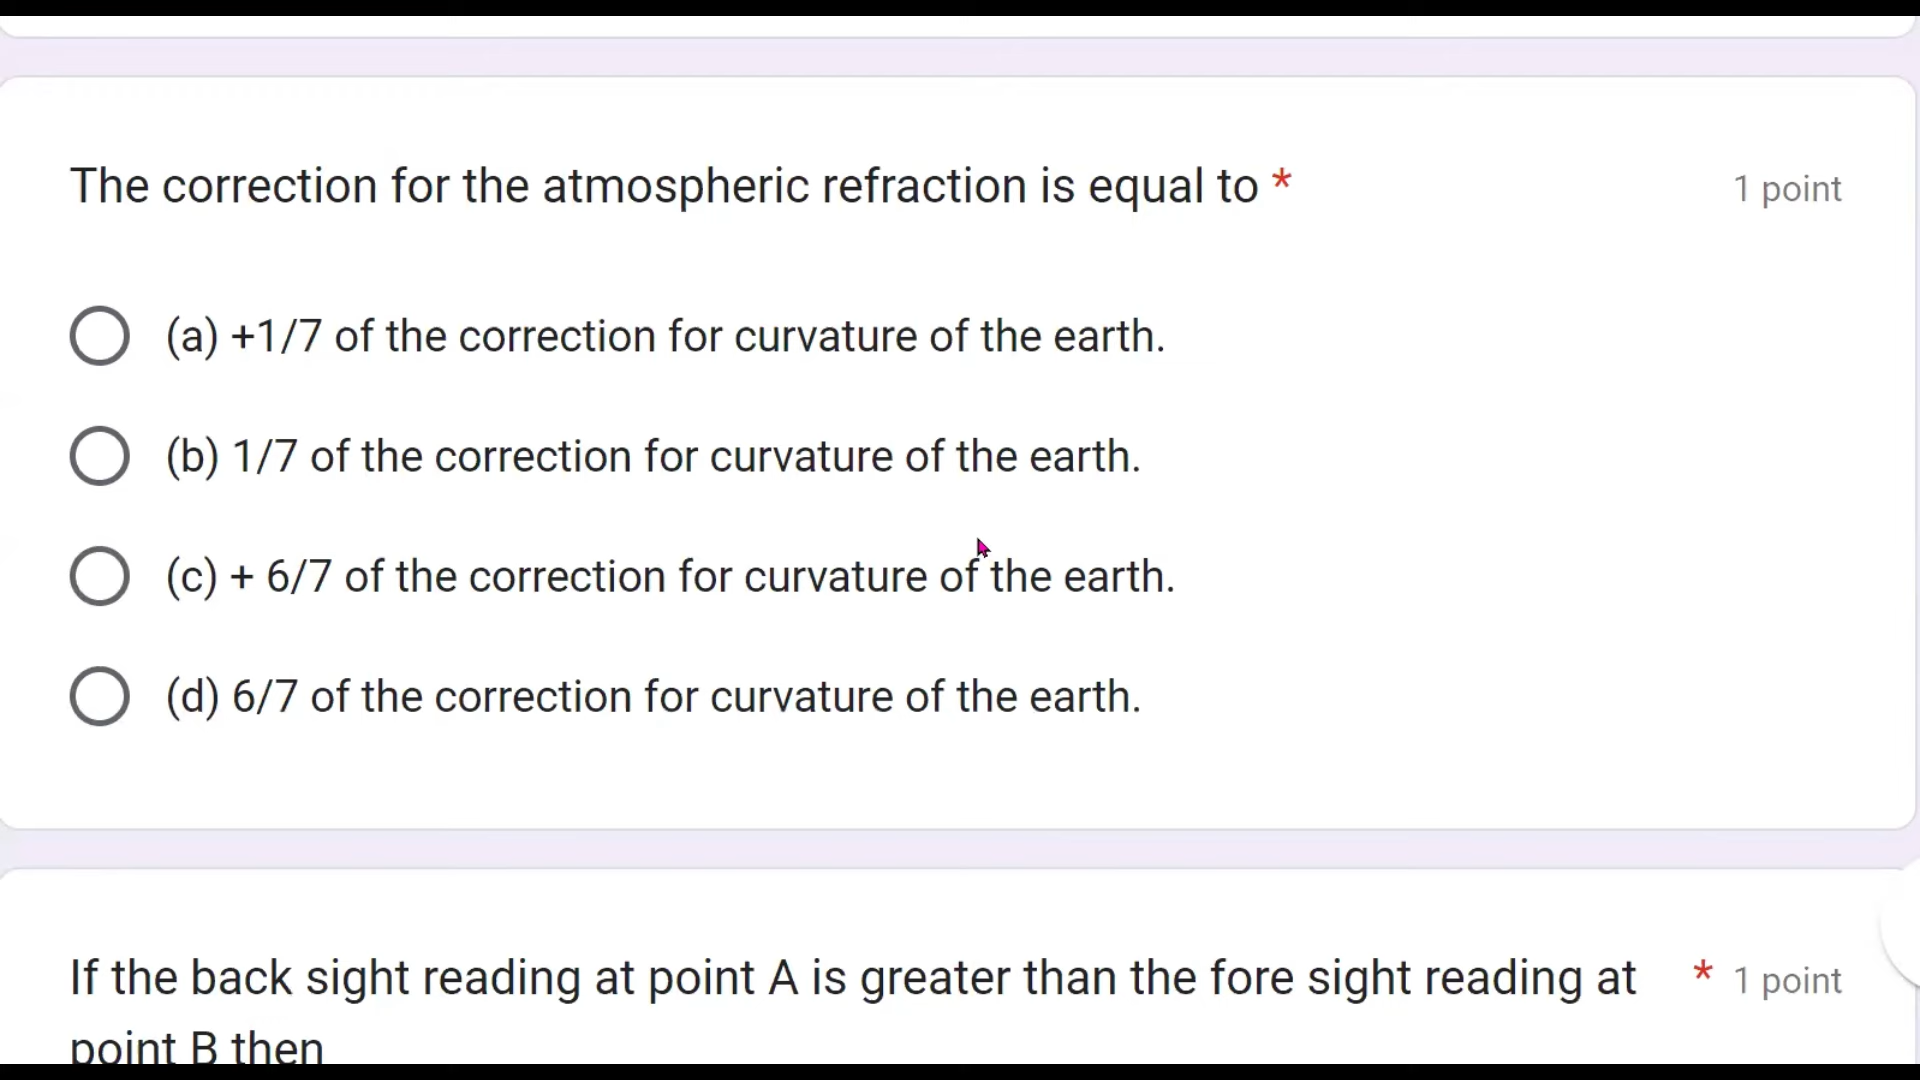 The correction for the atmospheric refraction is equal to * 1 point
(a) +1/7 of the correction for curvature of the earth.
(b) 1/7 of the correction for curvature of the earth.
(c) + 6/7 of the correction for curvature of the earth.
(d) 6/7 of the correction for curvature of the earth.
If the back sight reading at point A is greater than the fore sight reading at * 1 point
point B then